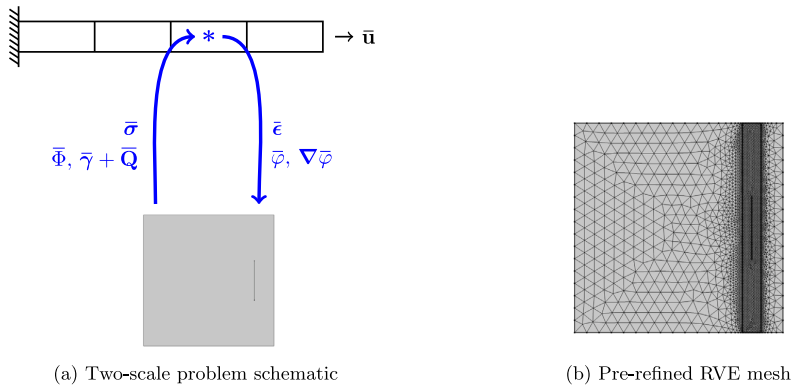 * → ū
σ̄ ε̄
Φ̄, γ̄ + Q̄ φ̄, ∇φ̄
(a) Two-scale problem schematic (b) Pre-refined RVE mesh